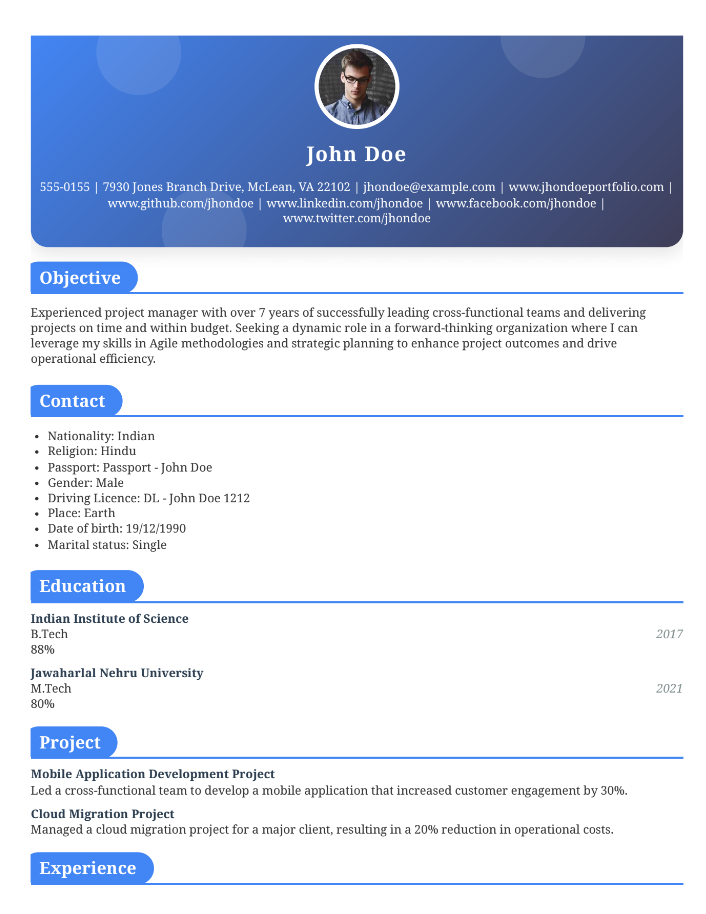 John Doe
555-0155 | 7930 Jones Branch Drive, McLean, VA 22102 | jhondoe@example.com | www.jhondoeportfolio.com |
www.github.com/jhondoe | www.linkedin.com/jhondoe | www.facebook.com/jhondoe |
www.twitter.com/jhondoe
Objective
Experienced project manager with over 7 years of successfully leading cross-functional teams and delivering
projects on time and within budget. Seeking a dynamic role in a forward-thinking organization where I can
leverage my skills in Agile methodologies and strategic planning to enhance project outcomes and drive
operational efficiency.
Contact
• Nationality: Indian
• Religion: Hindu
• Passport: Passport - John Doe
• Gender: Male
• Driving Licence: DL - John Doe 1212
• Place: Earth
• Date of birth: 19/12/1990
• Marital status: Single
Education
Indian Institute of Science
B.Tech 2017
88%
Jawaharlal Nehru University
M.Tech 2021
80%
Project
Mobile Application Development Project
Led a cross-functional team to develop a mobile application that increased customer engagement by 30%.
Cloud Migration Project
Managed a cloud migration project for a major client, resulting in a 20% reduction in operational costs.
Experience